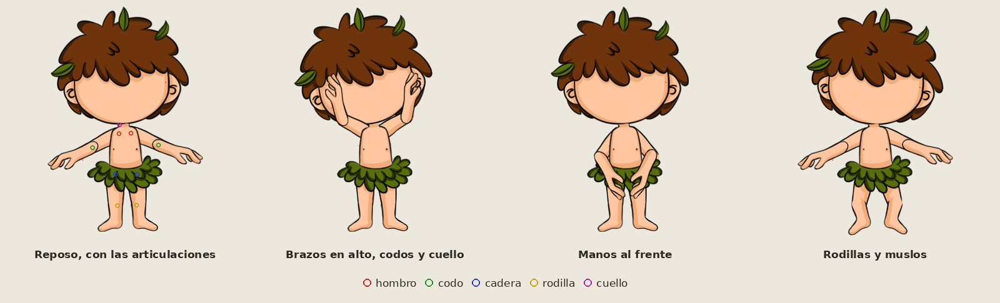 Reposo, con las articulaciones
Brazos en alto, codos y cuello
Manos al frente
Rodillas y muslos
hombro codo cadera rodilla cuello